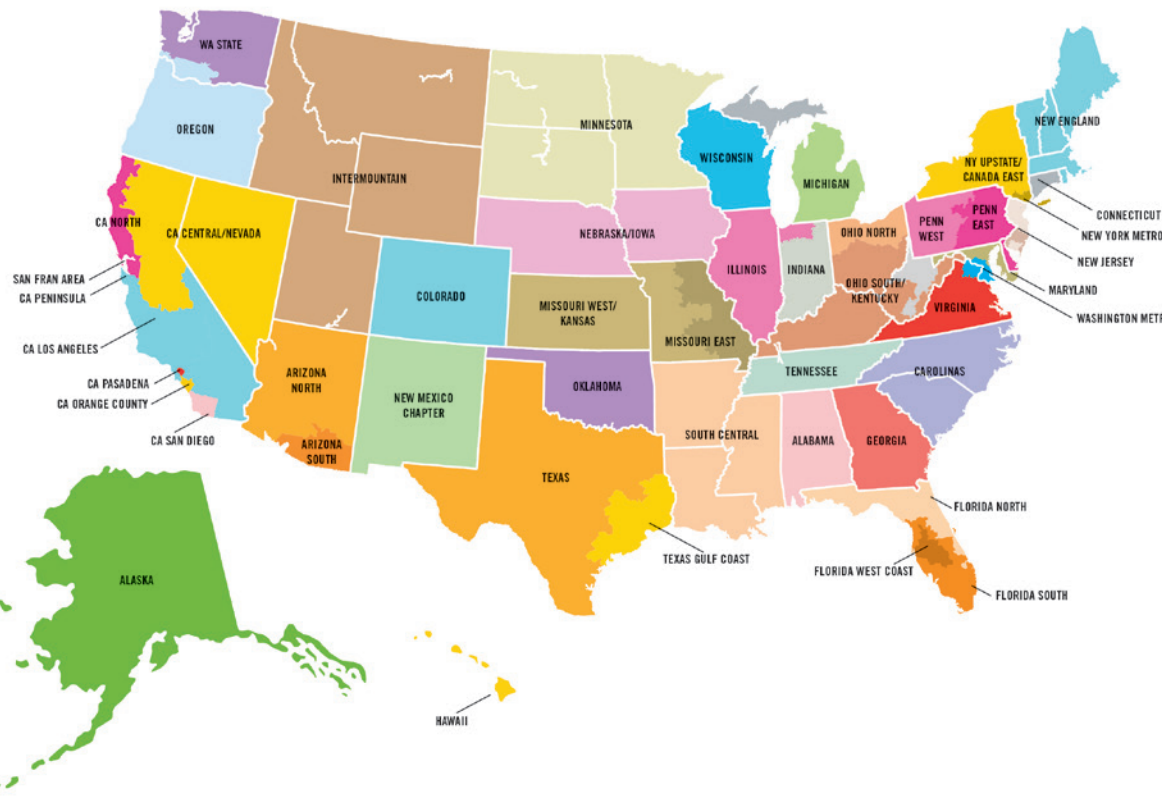 WA STATE
OREGON
INTERMOUNTAIN
MINNESOTA
WISCONSIN
MICHIGAN
NEW ENGLAND
NY UPSTATE/
CANADA EAST
CONNECTICUT
NEW YORK METRO
NEW JERSEY
MARYLAND
WASHINGTON METR
PENN
WEST
PENN
EAST
CA NORTH
CA CENTRAL/NEVADA
SAN FRAN AREA
CA PENINSULA
CA LOS ANGELES
CA PASADENA
CA ORANGE COUNTY
CA SAN DIEGO
NEBRASKA/IOWA
COLORADO
MISSOURI WEST/
KANSAS
MISSOURI EAST
ILLINOIS
INDIANA
OHIO NORTH
OHIO SOUTH/
KENTUCKY
VIRGINIA
ARIZONA
NORTH
ARIZONA
SOUTH
NEW MEXICO
CHAPTER
OKLAHOMA
TENNESSEE
CAROLINAS
TEXAS
SOUTH CENTRAL
ALABAMA
GEORGIA
TEXAS GULF COAST
FLORIDA NORTH
FLORIDA WEST COAST
FLORIDA SOUTH
ALASKA
HAWAII